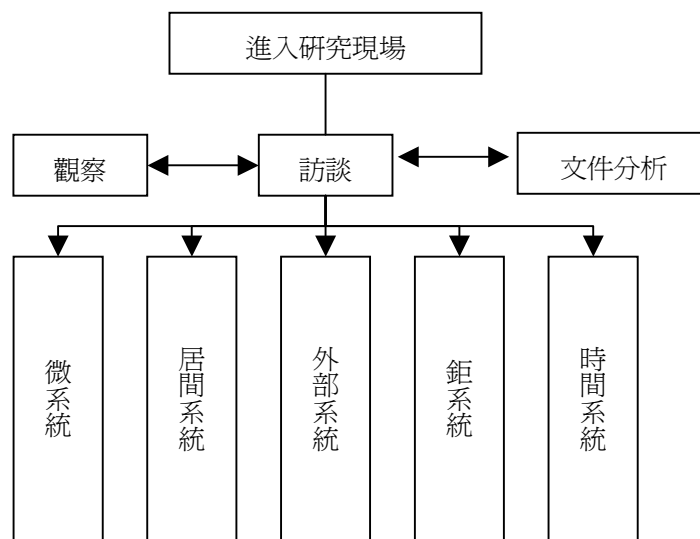 進入研究現場
觀察
訪談
文件分析
微系統
居間系統
外部系統
鉅系統
時間系統